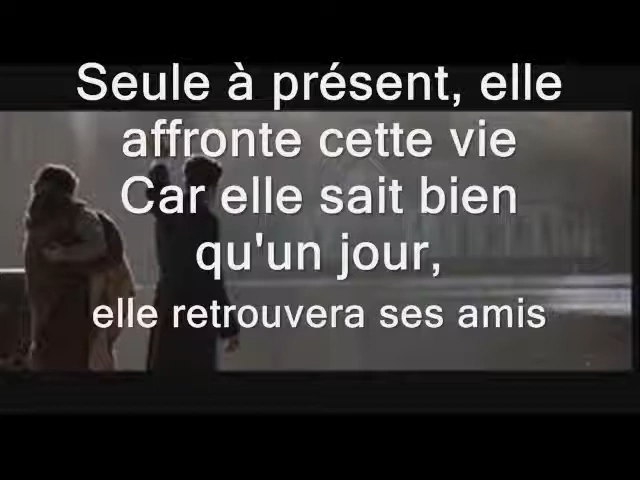 Seule à présent, elle
affronte cette vie
Car elle sait bien
qu'un jour,
elle retrouvera ses amis